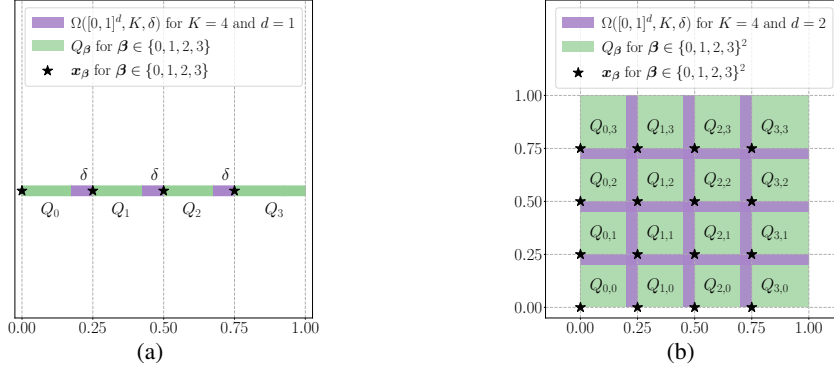 Ω([0, 1]^d, K, δ) for K = 4 and d = 1
Q_β for β ∈ {0, 1, 2, 3}
x_β for β ∈ {0, 1, 2, 3}
δ δ δ
Q_0 Q_1 Q_2 Q_3
0.00 0.25 0.50 0.75 1.00
(a)
Ω([0, 1]^d, K, δ) for K = 4 and d = 2
Q_β for β ∈ {0, 1, 2, 3}^2
x_β for β ∈ {0, 1, 2, 3}^2
1.00
Q_{0,3} Q_{1,3} Q_{2,3} Q_{3,3}
0.75
Q_{0,2} Q_{1,2} Q_{2,2} Q_{3,2}
0.50
Q_{0,1} Q_{1,1} Q_{2,1} Q_{3,1}
0.25
Q_{0,0} Q_{1,0} Q_{2,0} Q_{3,0}
0.00
0.00 0.25 0.50 0.75 1.00
(b)